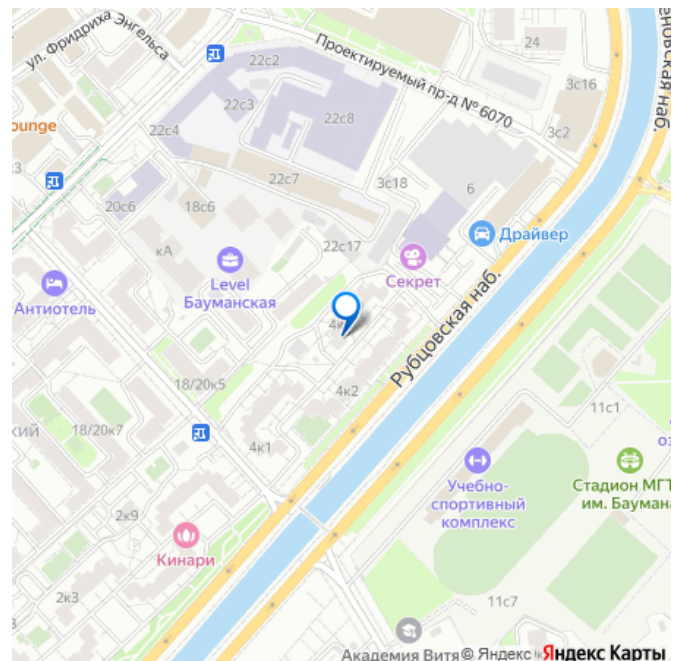 ул. Фридриха Энгельса
22с2
Проектируемый пр-д № 6070
24
3с16
22с3
22с8
3с2
22с4
22с7
3с18
6
20с6
18с6
22с17
кА
Драйвер
Секрет
Level
Бауманская
Антиотель
Рубцовская наб.
18/20к5
4к2
11с1
18/20к7
4к1
Учебно-
спортивный
комплекс
Стадион МГТ
им. Баумана
2к9
Кинари
2к3
11с7
Академия Витя
© Яндекс
Яндекс Карты